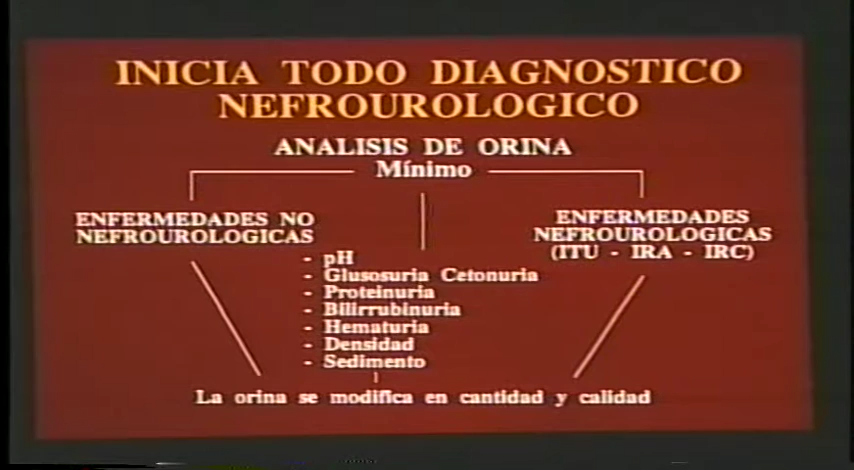 INICIA TODO DIAGNOSTICO
NEFROUROLOGICO
ANALISIS DE ORINA
Mínimo
ENFERMEDADES NO
NEFROUROLOGICAS
- pH
- Glusosuria Cetonuria
- Proteinuria
- Bilirrubinuria
- Hematuria
- Densidad
- Sedimento
ENFERMEDADES
NEFROUROLOGICAS
(ITU - IRA - IRC)
La orina se modifica en cantidad y calidad